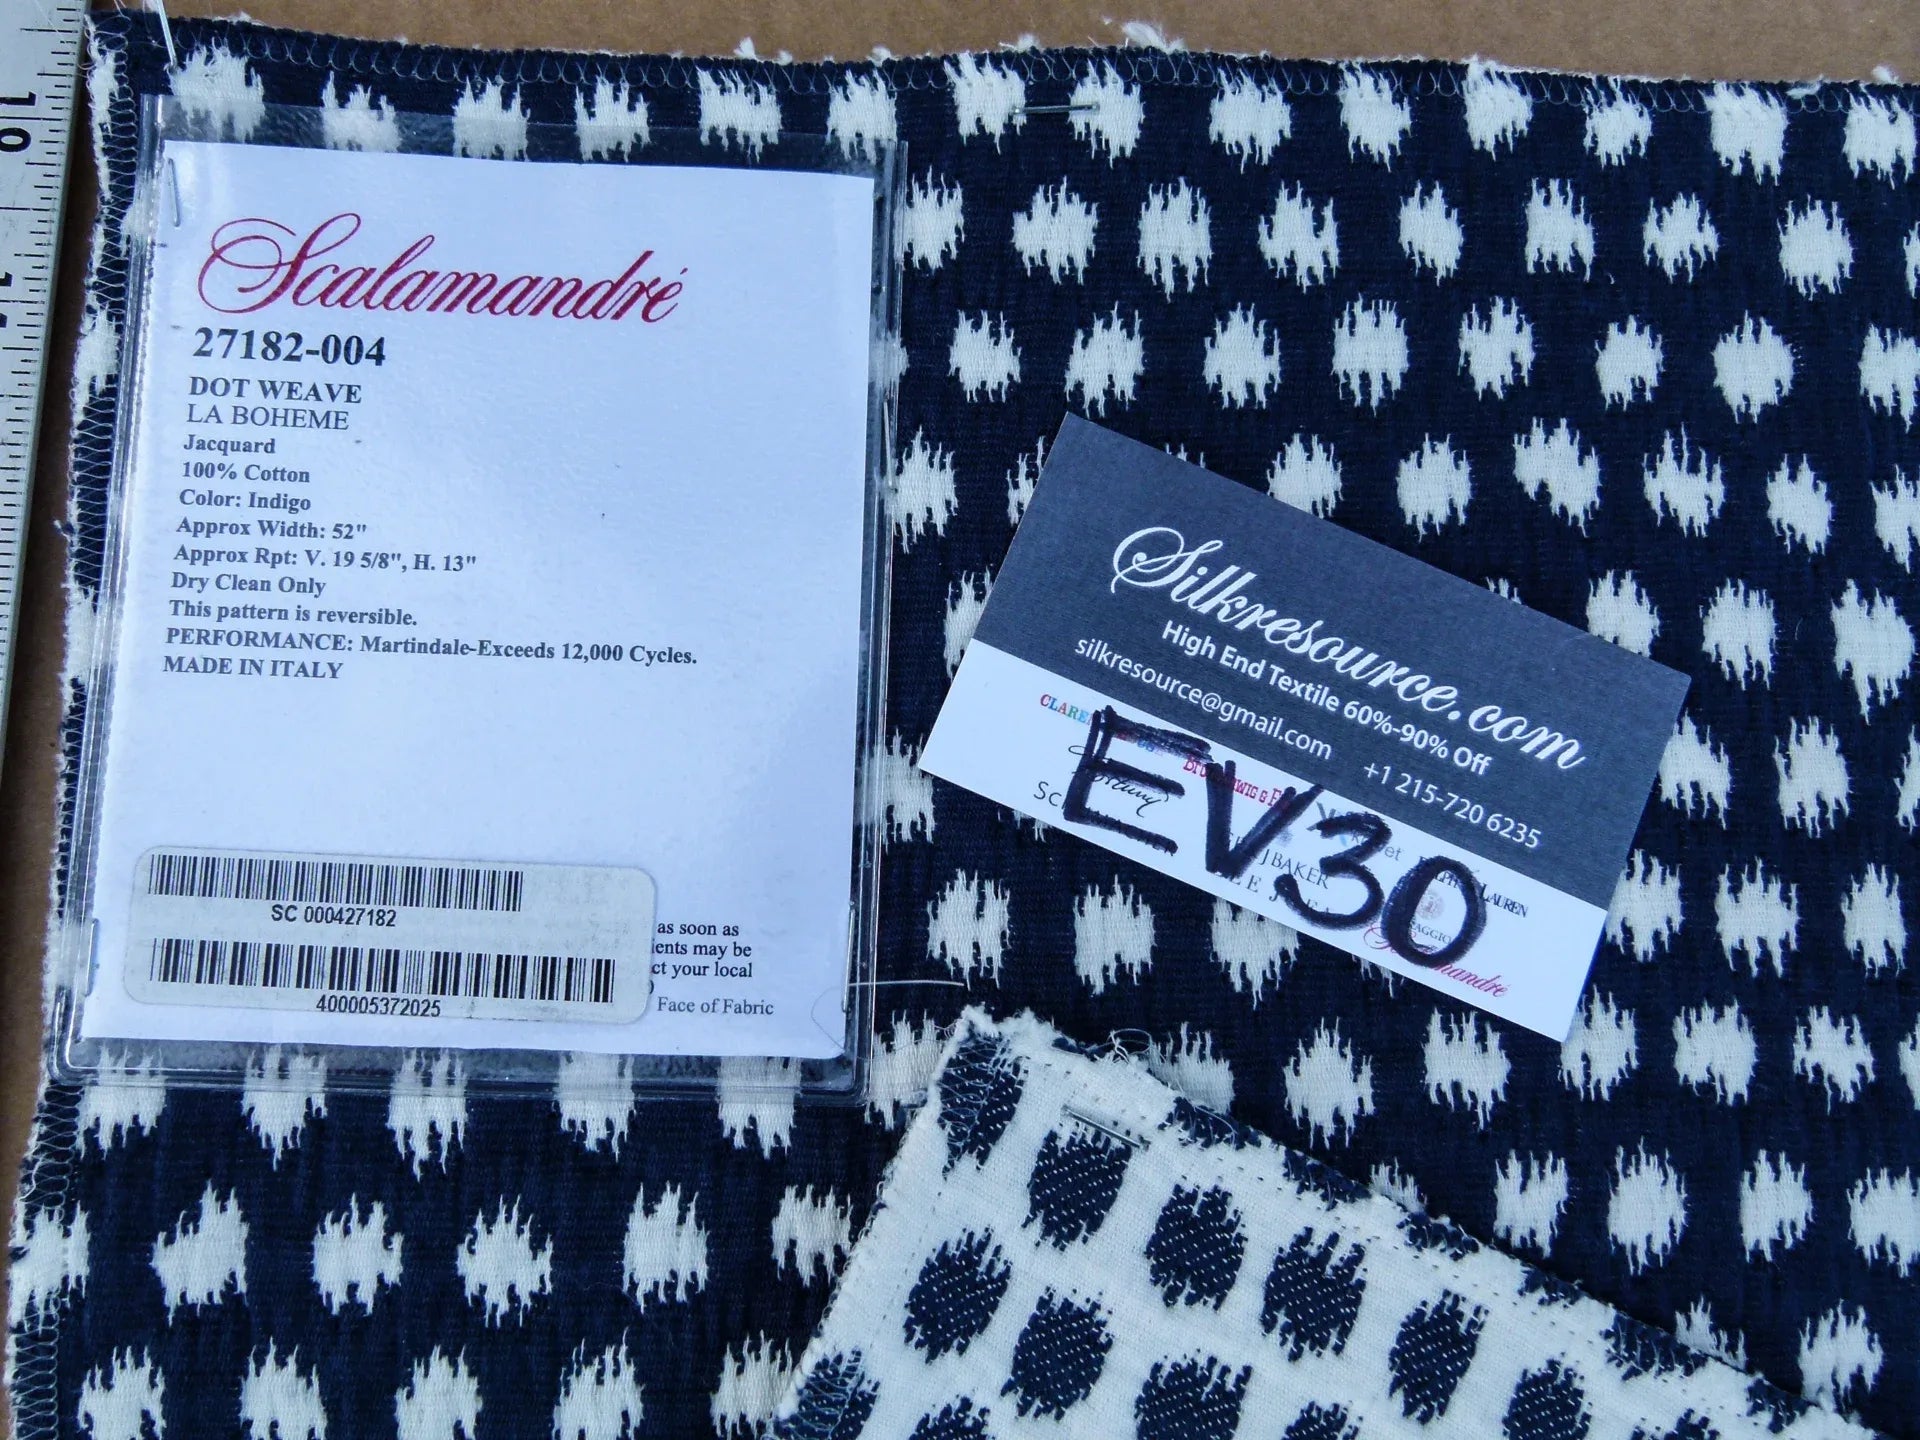 Scalamandré
27182-004
DOT WEAVE
LA BOHEME
Jacquard
100% Cotton
Color: Indigo
Approx Width: 52"
Approx Rpt: V. 19 5/8", H. 13"
Dry Clean Only
This pattern is reversible.
PERFORMANCE: Martindale-Exceeds 12,000 Cycles.
MADE IN ITALY
SC 000427182
400005372025
as soon as
may be
your local
Face of Fabric
Silkresource.com
High End Textile 60%-90% Off
silkresource@gmail.com
+1 215-720 6235
EV30
J BAKER
LAUREN